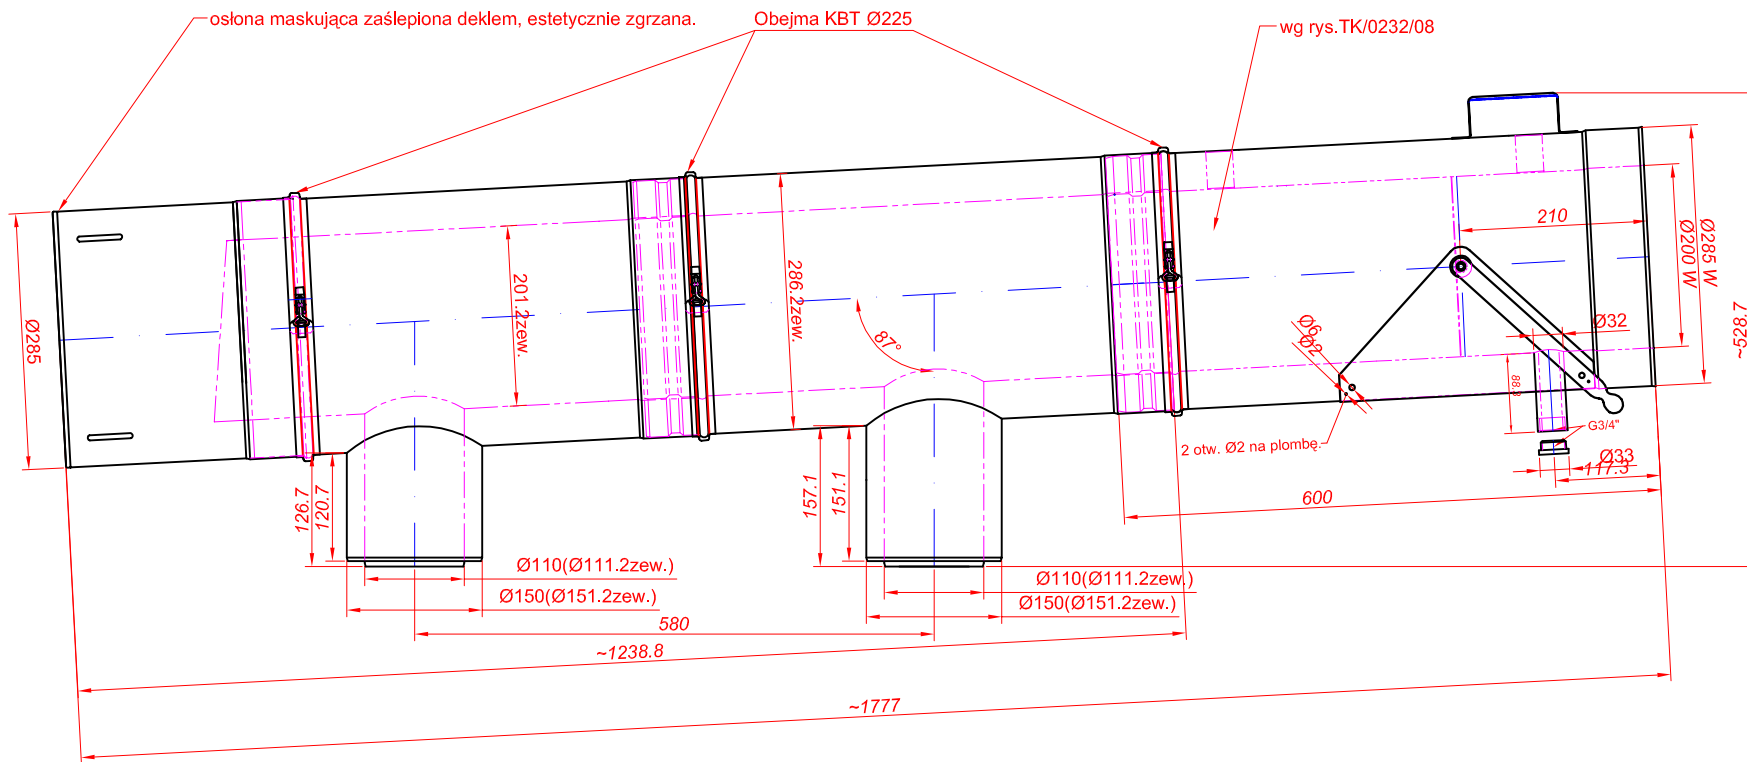 osłona maskująca zaślepiona deklem, estetycznie zgrzana.
Obejma KBT Ø225
wg rys.TK/0232/08
210
Ø285 W
Ø200 W
~528.7
Ø285
201.2zew.
286.2zew.
87°
Ø6
Ø2
Ø32
G3/4"
2 otw. Ø2 na plombę.
Ø33
117.3
600
126.7
120.7
157.1
151.1
Ø110(Ø111.2zew.)
Ø150(Ø151.2zew.)
Ø110(Ø111.2zew.)
Ø150(Ø151.2zew.)
580
~1238.8
~1777